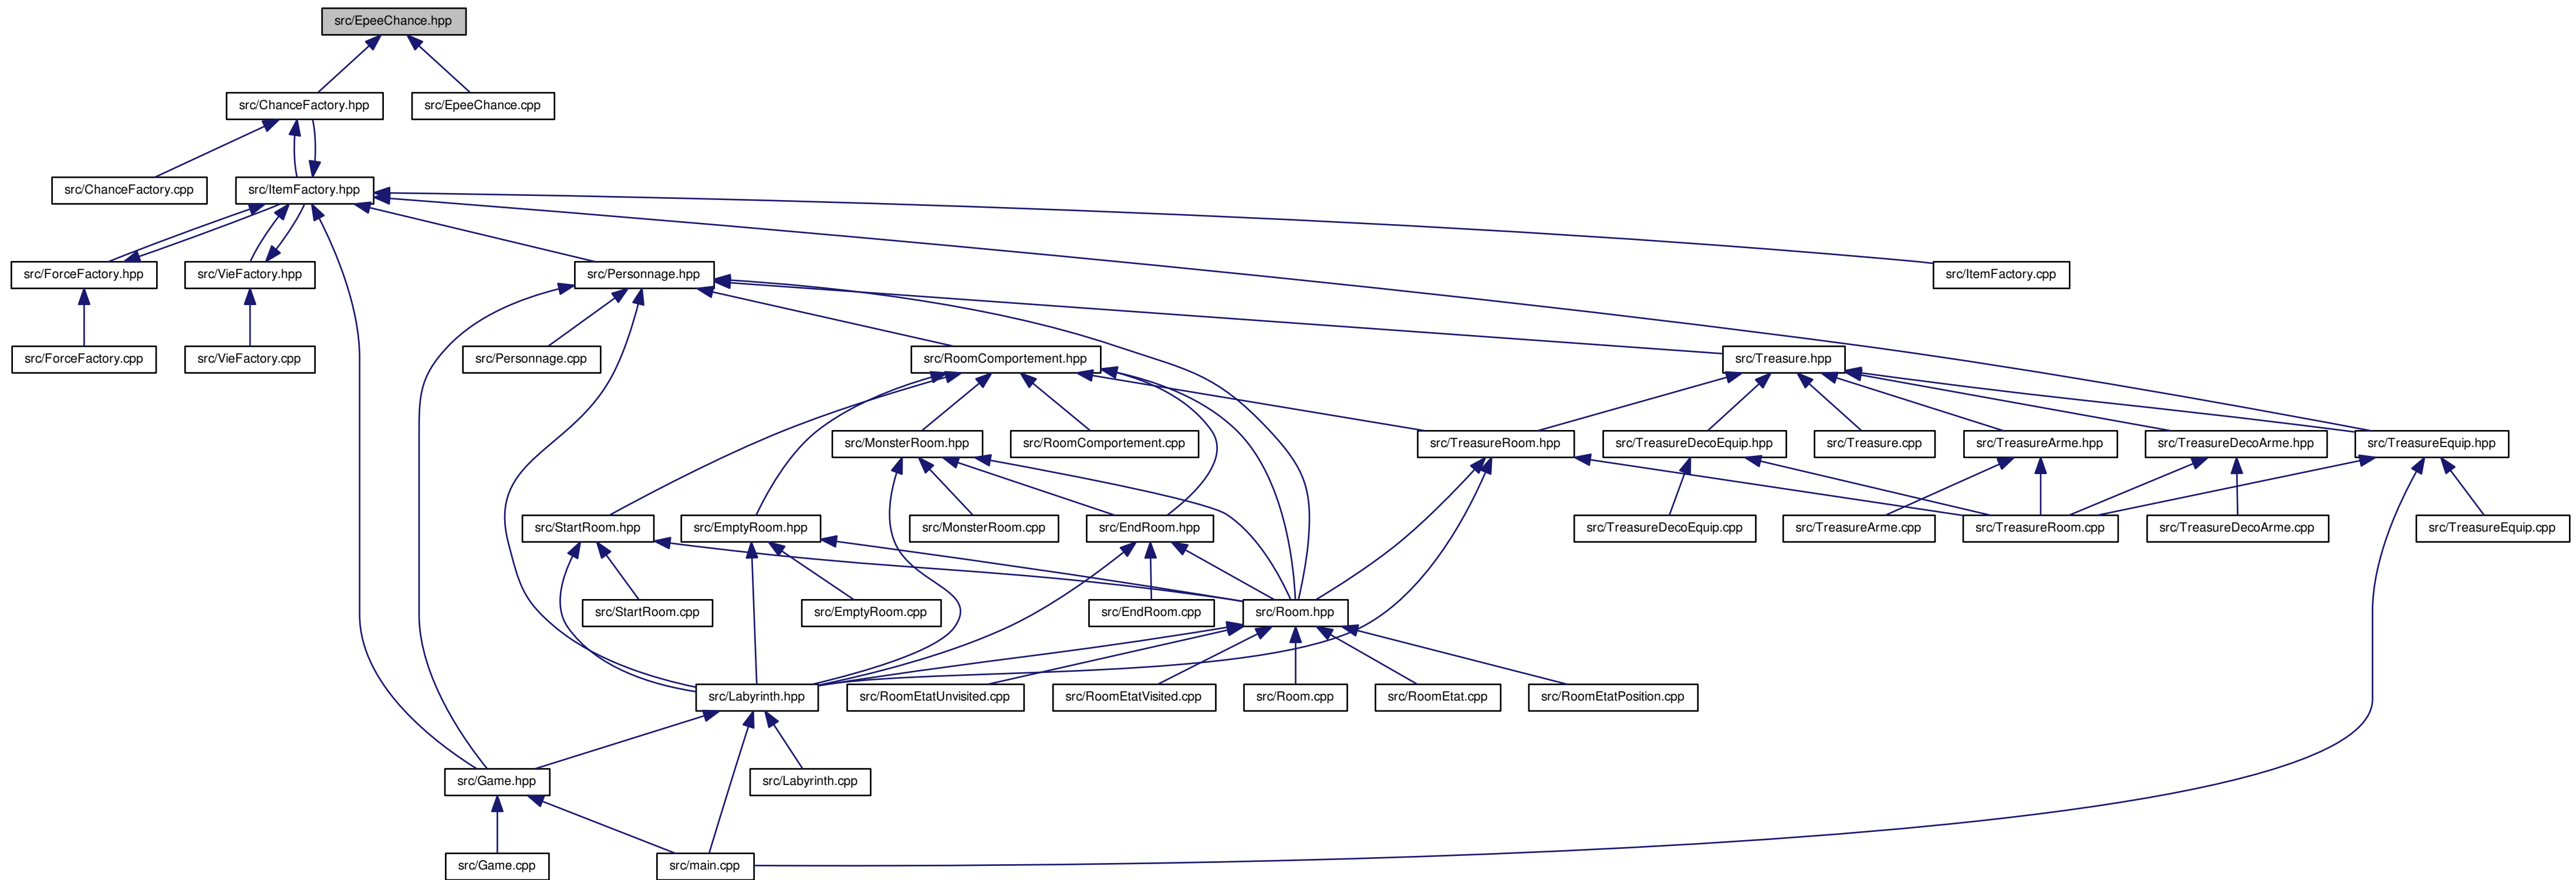 src/EpeeChance.hpp
src/ChanceFactory.hpp
src/EpeeChance.cpp
src/ChanceFactory.cpp
src/ItemFactory.hpp
src/ForceFactory.hpp
src/VieFactory.hpp
src/Personnage.hpp
src/ItemFactory.cpp
src/ForceFactory.cpp
src/VieFactory.cpp
src/Personnage.cpp
src/RoomComportement.hpp
src/Treasure.hpp
src/MonsterRoom.hpp
src/RoomComportement.cpp
src/TreasureRoom.hpp
src/TreasureDecoEquip.hpp
src/Treasure.cpp
src/TreasureArme.hpp
src/TreasureDecoArme.hpp
src/TreasureEquip.hpp
src/StartRoom.hpp
src/EmptyRoom.hpp
src/MonsterRoom.cpp
src/EndRoom.hpp
src/TreasureDecoEquip.cpp
src/TreasureArme.cpp
src/TreasureRoom.cpp
src/TreasureDecoArme.cpp
src/TreasureEquip.cpp
src/StartRoom.cpp
src/EmptyRoom.cpp
src/EndRoom.cpp
src/Room.hpp
src/Labyrinth.hpp
src/RoomEtatUnvisited.cpp
src/RoomEtatVisited.cpp
src/Room.cpp
src/RoomEtat.cpp
src/RoomEtatPosition.cpp
src/Game.hpp
src/Labyrinth.cpp
src/Game.cpp
src/main.cpp